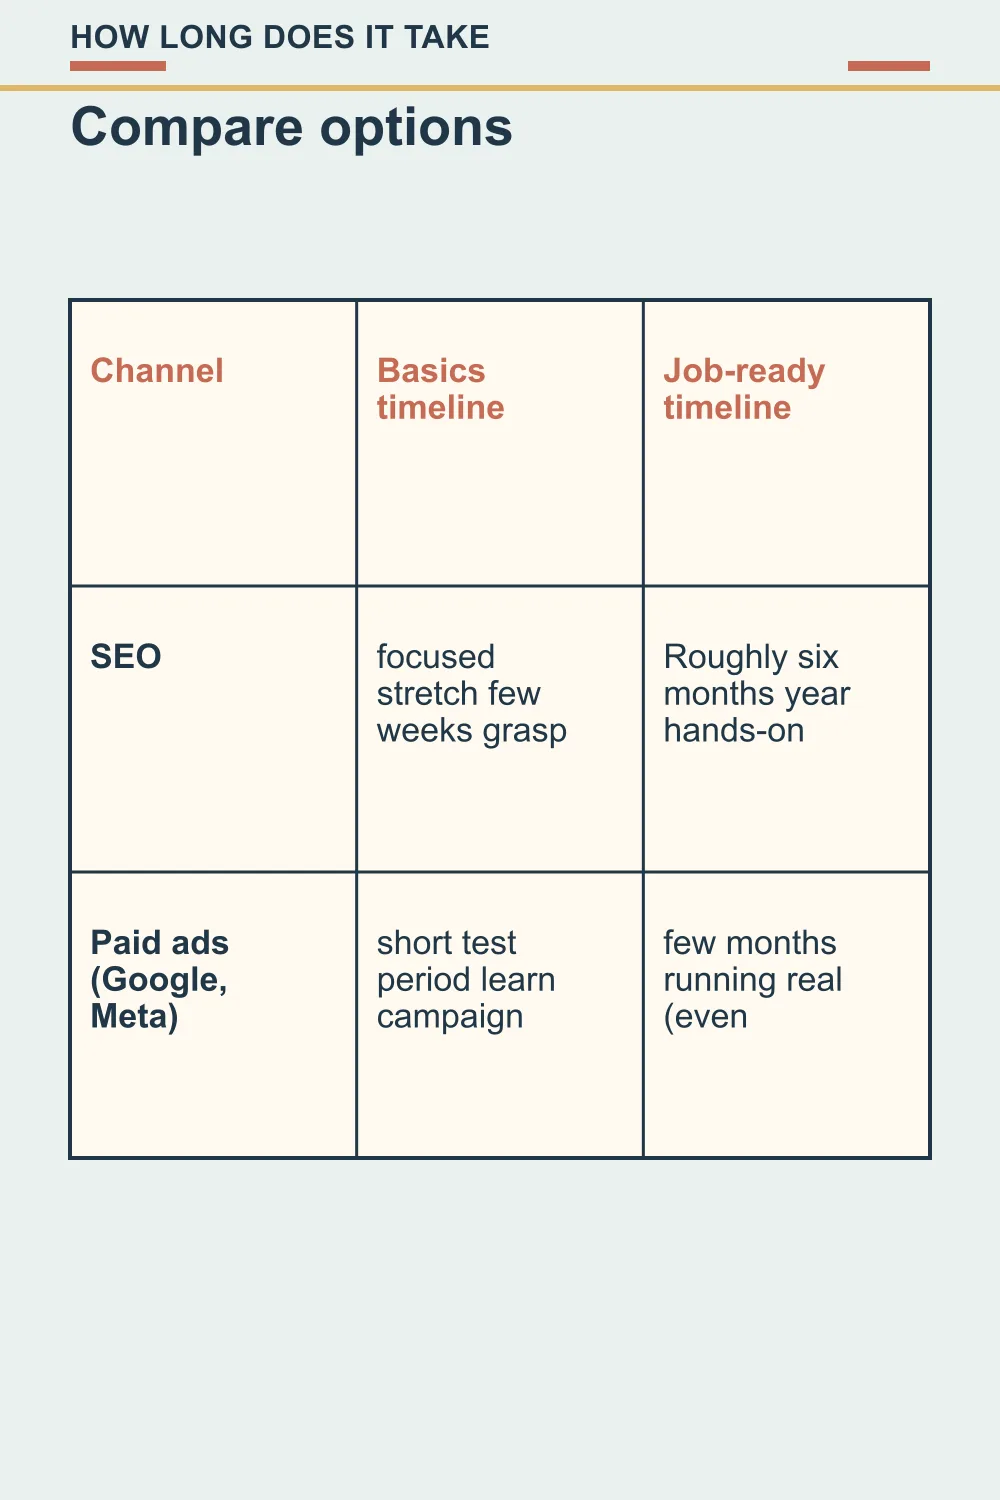 HOW LONG DOES IT TAKE
Compare options
Channel
Basics
timeline
Job-ready
timeline
SEO
focused
stretch few
weeks grasp
Roughly six
months year
hands-on
Paid ads
(Google,
Meta)
short test
period learn
campaign
few months
running real
(even